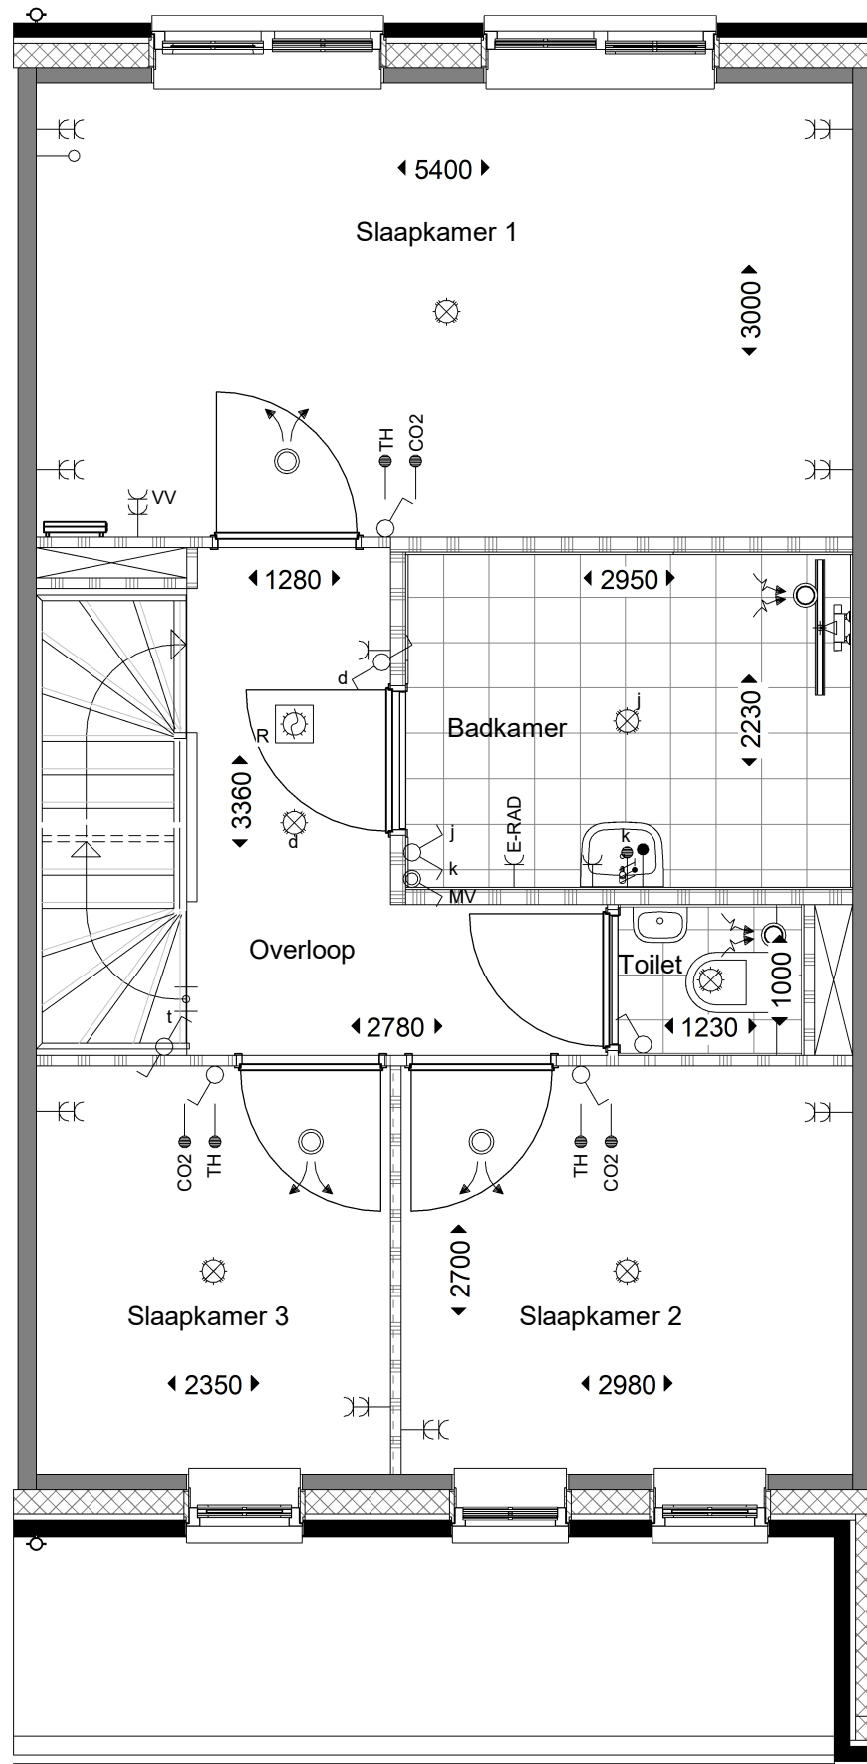 5400
Slaapkamer 1
3000
TH
CO2
VV
1280
2950
d
j
R
Badkamer
2230
3360
d
E-RAD
j
k
k
MV
Overloop
Toilet
1000
t
2780
1230
CO2
TH
TH
CO2
2700
Slaapkamer 3
Slaapkamer 2
2350
2980